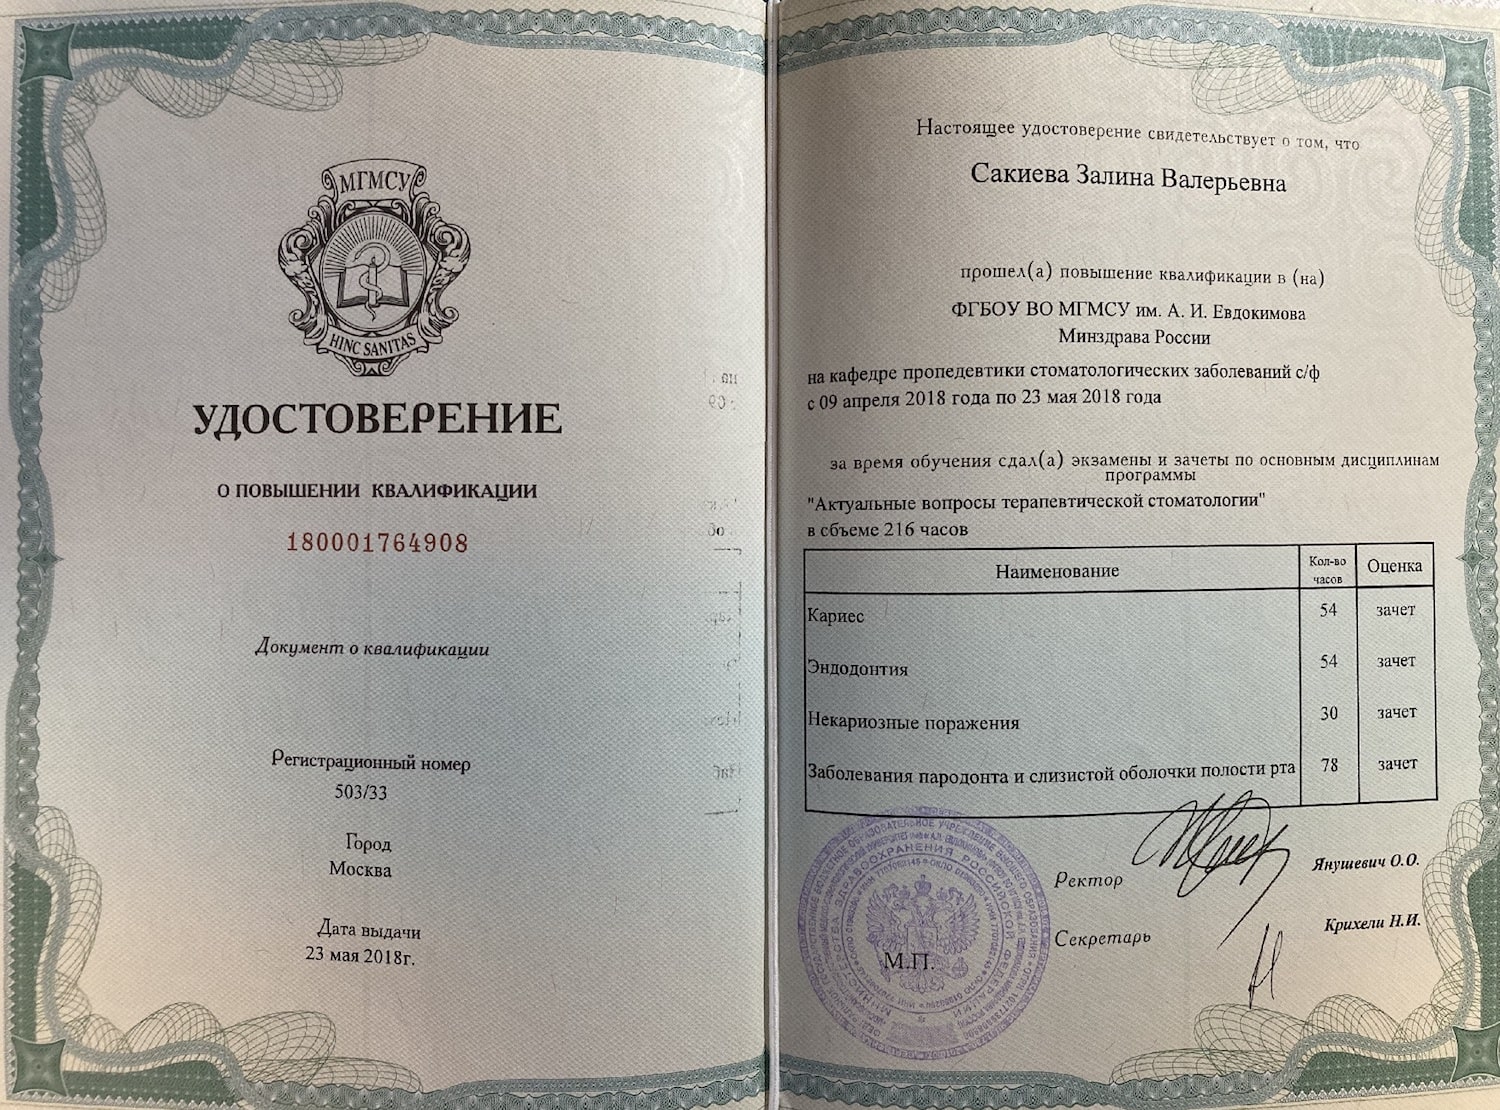 МГМСУ
HINC SANITAS
УДОСТОВЕРЕНИЕ
О ПОВЫШЕНИИ КВАЛИФИКАЦИИ
180001764908
Документ о квалификации
Регистрационный номер
503/33
Город
Москва
Дата выдачи
23 мая 2018г.
Настоящее удостоверение свидетельствует о том, что
Сакиева Залина Валерьевна
прошел(а) повышение квалификации в (на)
ФГБОУ ВО МГМСУ им. А. И. Евдокимова
Минздрава России
на кафедре пропедевтики стоматологических заболеваний с/ф
с 09 апреля 2018 года по 23 мая 2018 года
за время обучения сдал(а) экзамены и зачеты по основным дисциплинам
программы
"Актуальные вопросы терапевтической стоматологии"
в сбъеме 216 часов
Наименование Кол-во часов Оценка
Кариес 54 зачет
Эндодонтия 54 зачет
Некариозные поражения 30 зачет
Заболевания пародонта и слизистой оболочки полости рта 78 зачет
Ректор Янушевич О.О.
Секретарь Крихели Н.И.
М.П.